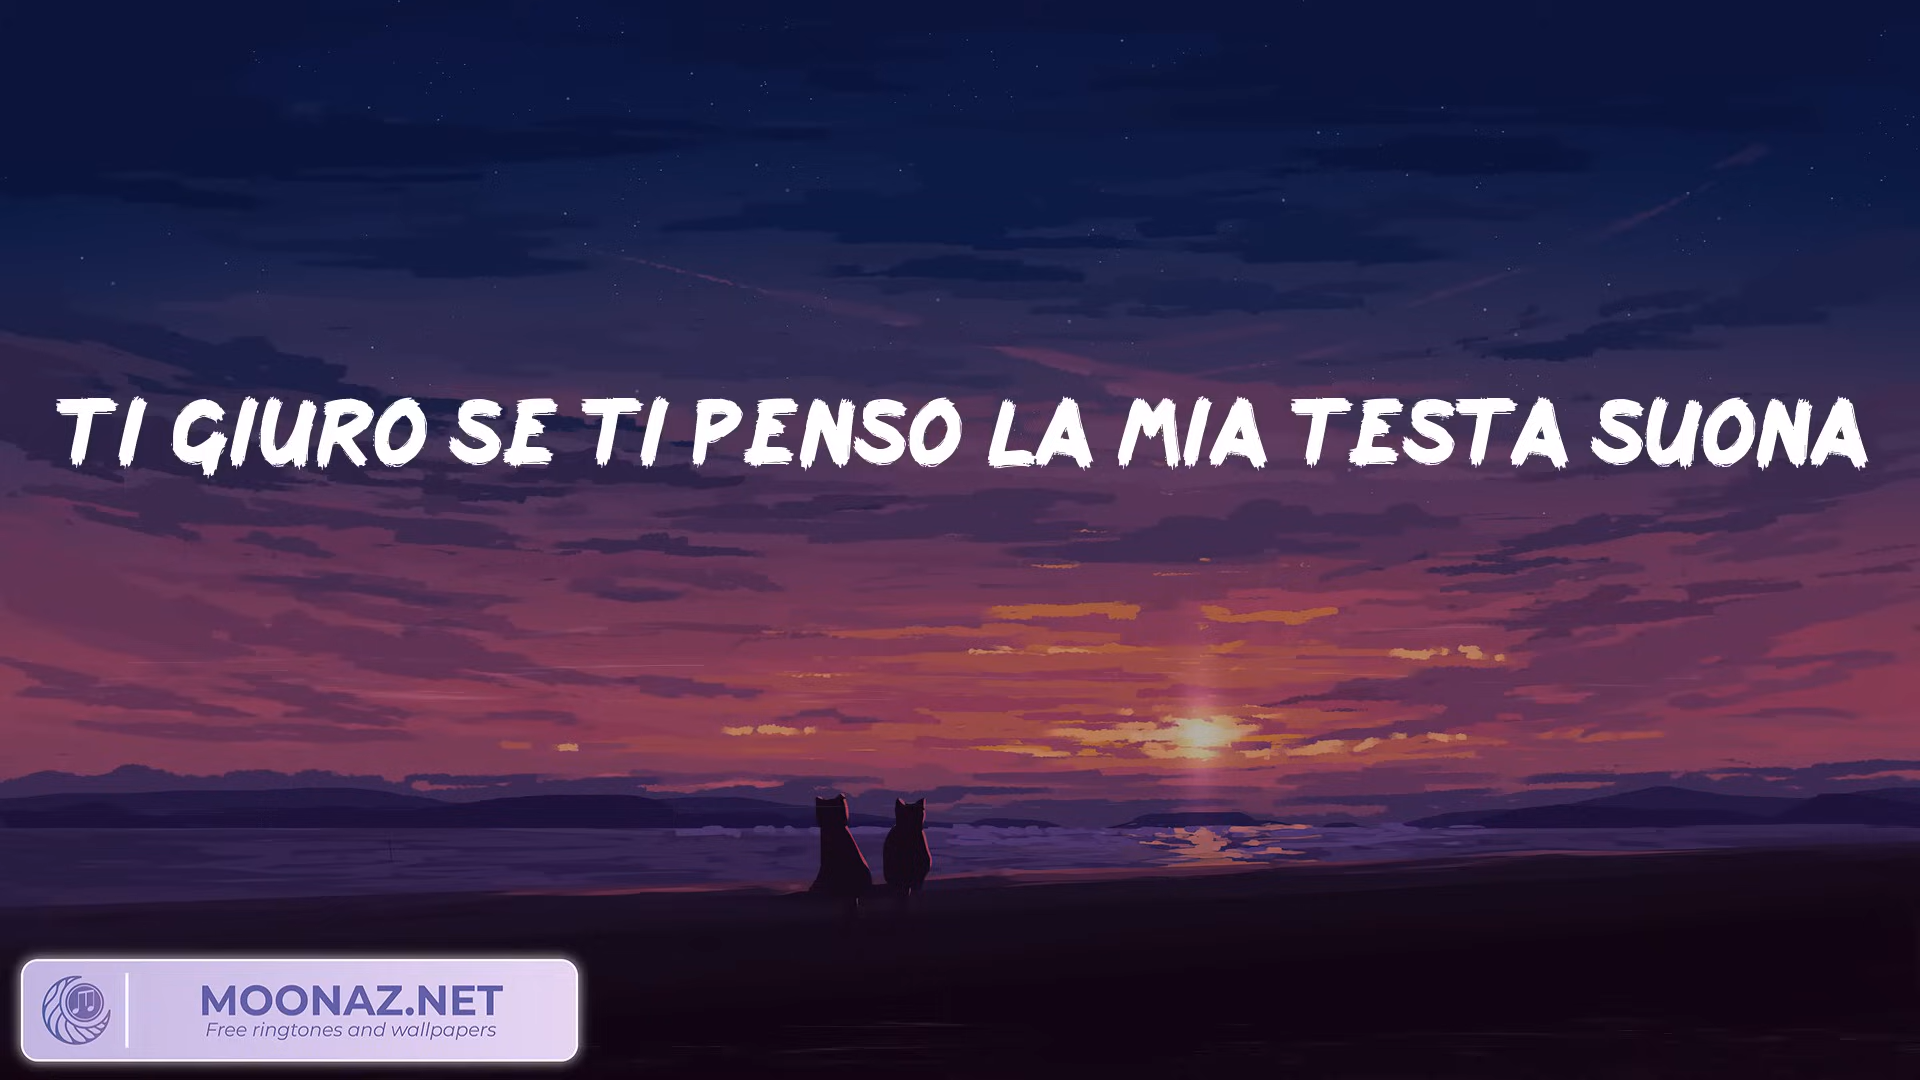 TI GIURO SE TI PENSO LA MIA TESTA SUONA
MOONAZ.NET
Free ringtones and wallpapers